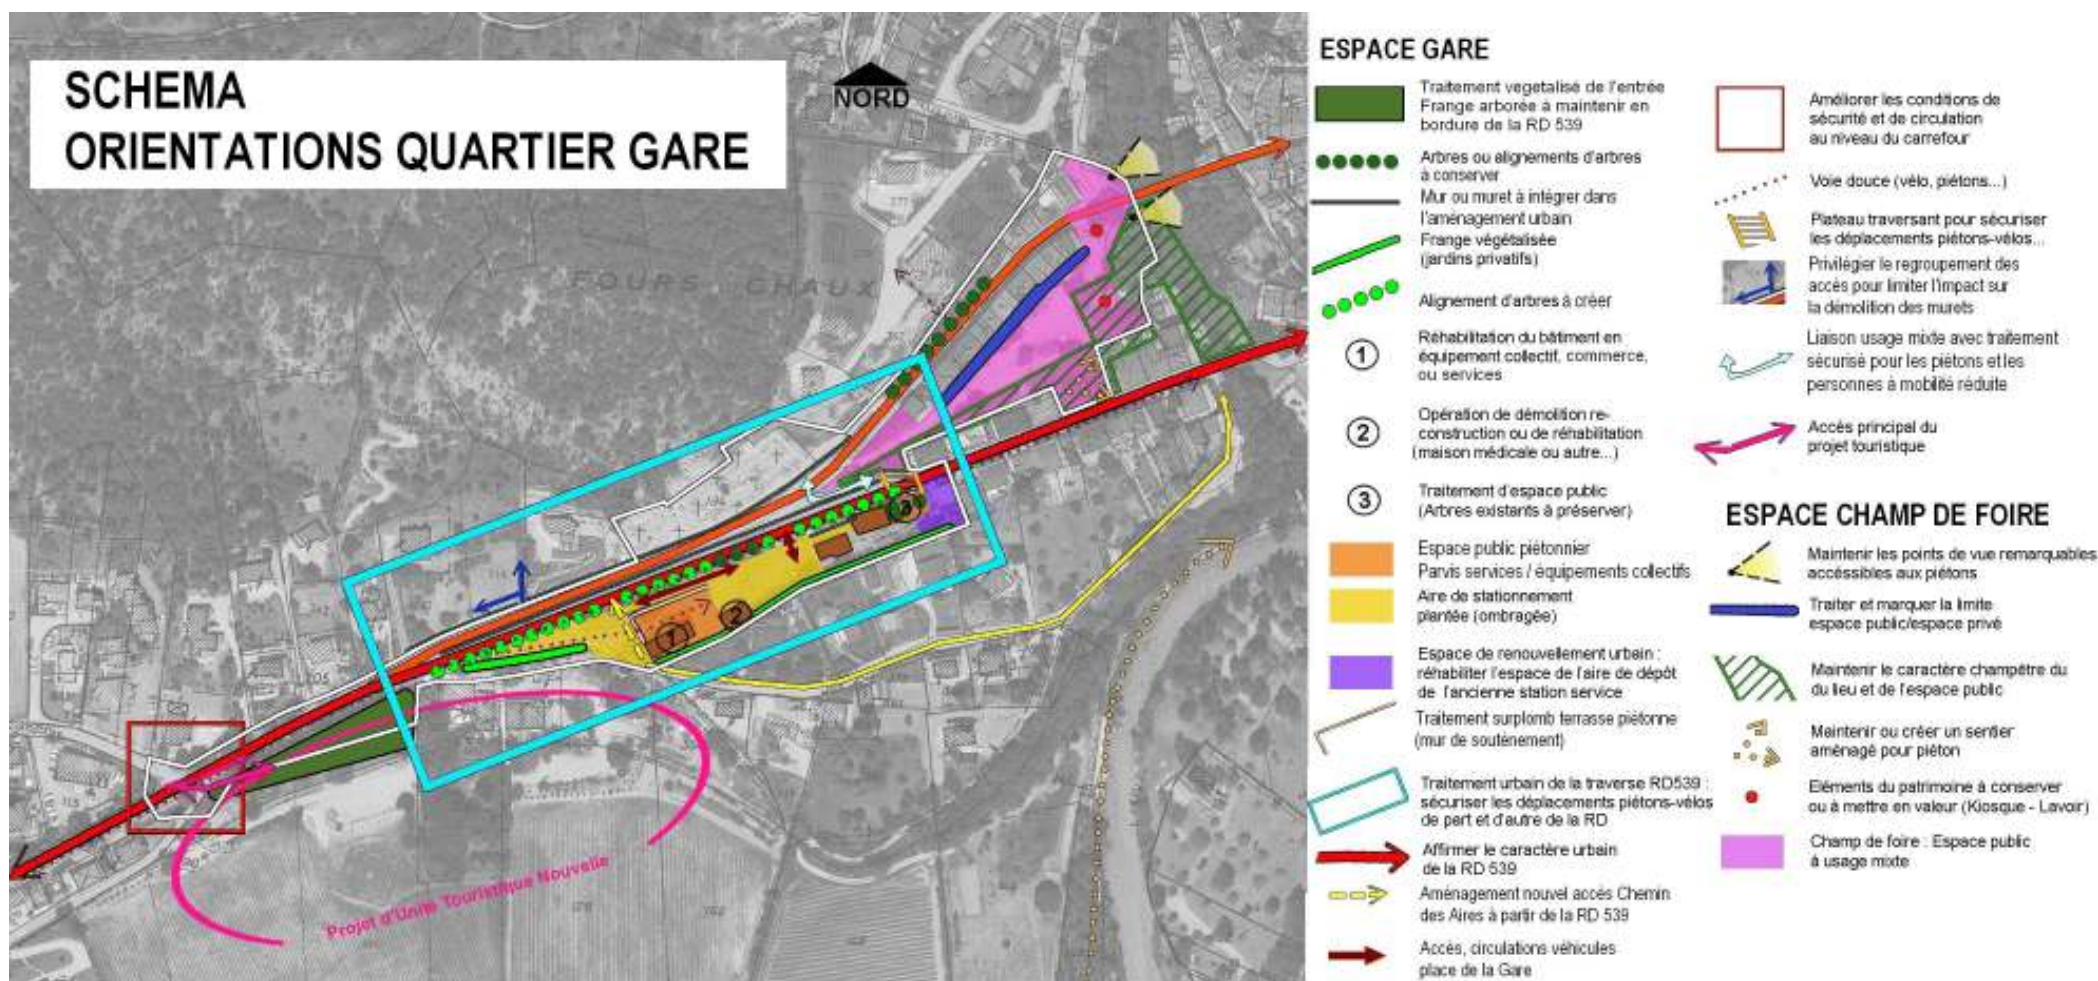 SCHEMA
ORIENTATIONS QUARTIER GARE
NORD
FOURS CHAUX
1
2
3
Projet d'Unité Touristique Nouvelle
ESPACE GARE
Traitement vegetalisé de l'entrée
Frange arborée à maintenir en
bordure de la RD 539
Arbres ou alignements d'arbres
à conserver
Mur ou muret à intégrer dans
l'aménagement urbain
Frange végétalisée
(jardins privatifs)
Alignement d'arbres à créer
1
Réhabilitation du bâtiment en
équipement collectif, commerce,
ou services
2
Opération de démolition re-
construction ou de réhabilitation
(maison médicale ou autre...)
3
Traitement d'espace public
(Arbres existants à préserver)
Espace public piétonnier
Parvis services / équipements collectifs
Aire de stationnement
plantée (ombragée)
Espace de renouvellement urbain :
réhabiliter l'espace de l'aire de dépôt
de l'ancienne station service
Traitement surplomb terrasse piétonne
(mur de soutènement)
Traitement urbain de la traverse RD539 :
sécuriser les déplacements piétons-vélos
de part et d'autre de la RD
Affirmer le caractère urbain
de la RD 539
Aménagement nouvel accès Chemin
des Aires à partir de la RD 539
Accès, circulations véhicules
place de la Gare
Améliorer les conditions de
sécurité et de circulation
au niveau du carrefour
Voie douce (vélo, piétons...)
Plateau traversant pour sécuriser
les déplacements piétons-vélos...
Privilégier le regroupement des
accès pour limiter l'impact sur
la démolition des murets
Liaison usage mixte avec traitement
sécurisé pour les piétons et les
personnes à mobilité réduite
Accès principal du
projet touristique
ESPACE CHAMP DE FOIRE
Maintenir les points de vue remarquables
accéssibles aux piétons
Traiter et marquer la limite
espace public/espace privé
Maintenir le caractère champêtre du
du lieu et de l'espace public
Maintenir ou créer un sentier
aménagé pour piéton
Eléments du patrimoine à conserver
ou à mettre en valeur (Kiosque - Lavoir)
Champ de foire : Espace public
à usage mixte